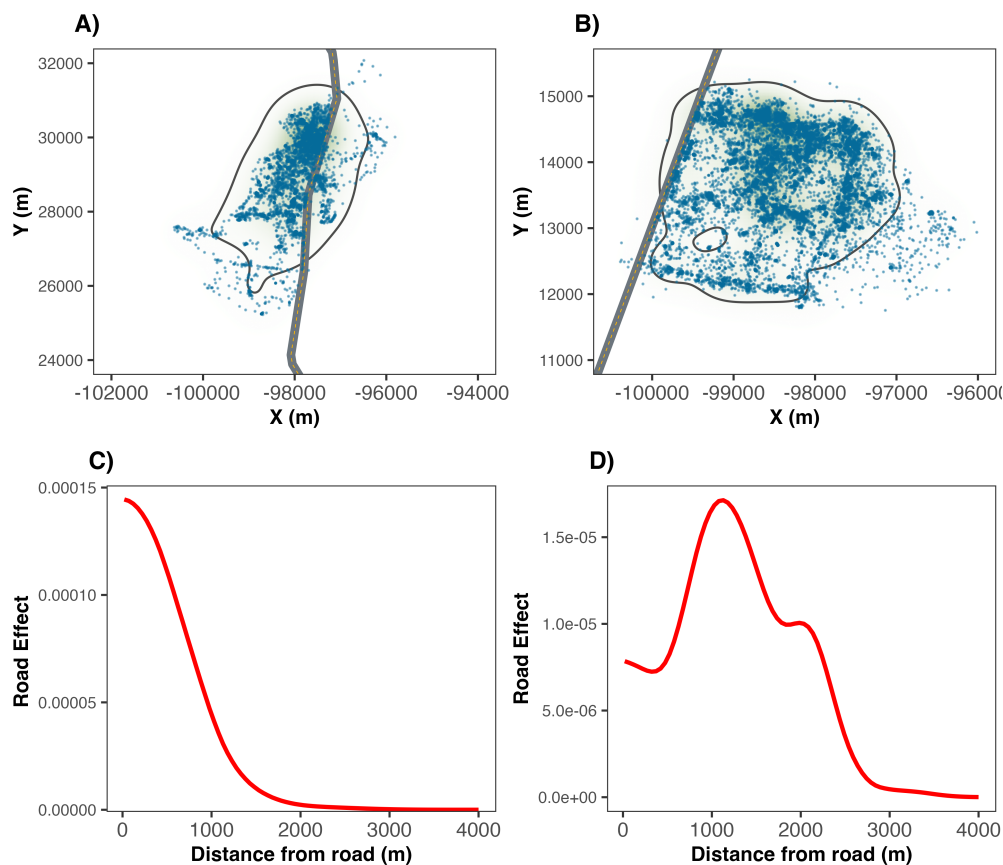 A)
32000
30000
28000
26000
24000
Y (m)
-102000 -100000 -98000 -96000 -94000
X (m)
B)
15000
14000
13000
12000
11000
Y (m)
-100000 -99000 -98000 -97000 -96000
X (m)
C)
0.00015
0.00010
0.00005
0.00000
Road Effect
0 1000 2000 3000 4000
Distance from road (m)
D)
1.5e-05
1.0e-05
5.0e-06
0.0e+00
Road Effect
0 1000 2000 3000 4000
Distance from road (m)